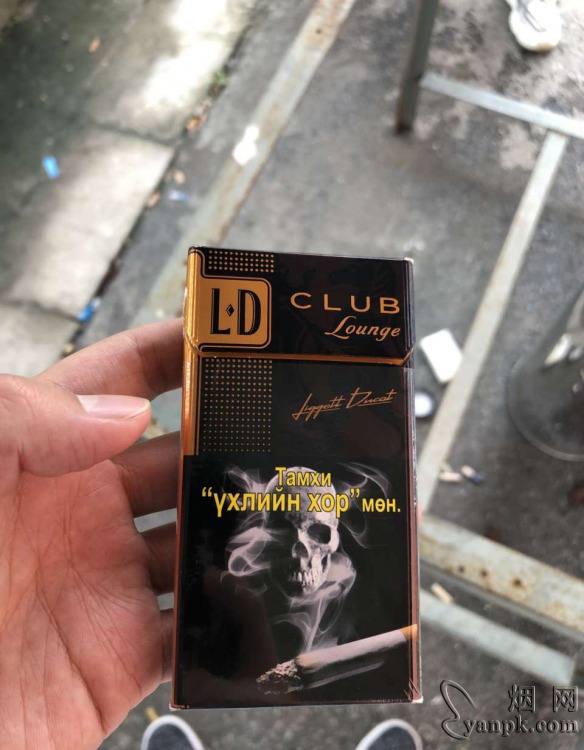 L·D
CLUB
Lounge
Liggett Ducat
Тамхи
“үхлийн хор” мөн.
烟网
yanpk.com